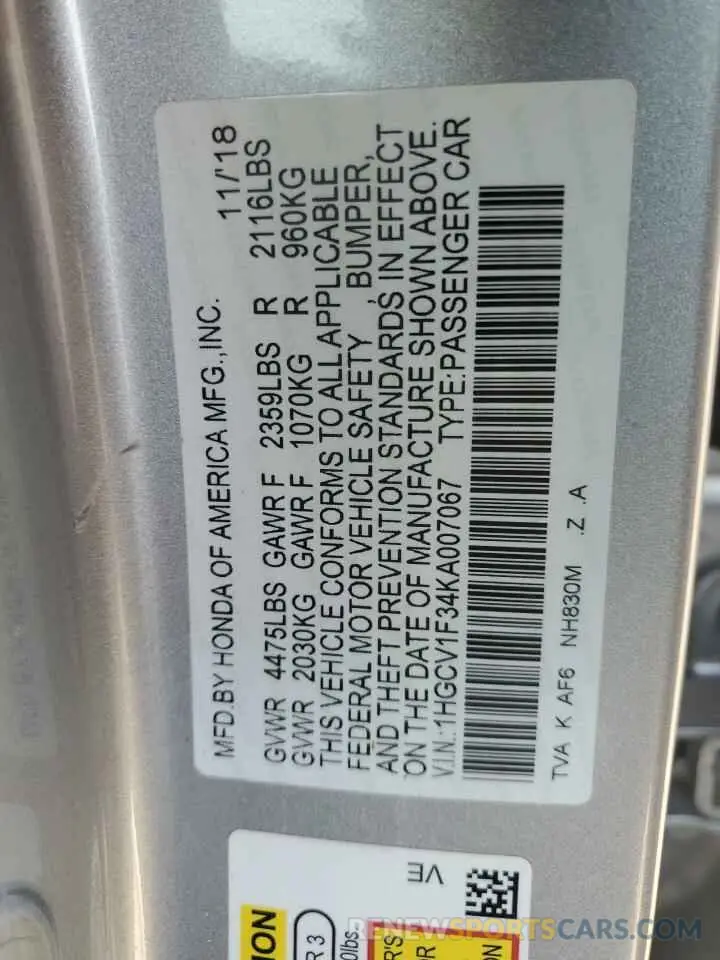 MFD.BY HONDA OF AMERICA MFG.,INC. 11/'18
GVWR 4475LBS GAWR F 2359LBS R 2116LBS
GVWR 2030KG GAWR F 1070KG R 960KG
THIS VEHICLE CONFORMS TO ALL APPLICABLE
FEDERAL MOTOR VEHICLE SAFETY , BUMPER,
AND THEFT PREVENTION STANDARDS IN EFFECT
ON THE DATE OF MANUFACTURE SHOWN ABOVE.
V.I.N.:1HGCV1F34KA007067 TYPE:PASSENGER CAR
TVA K AF6 NH830M .Z .A
VE
R 3
0lbs.
RENEWSPORTSCARS.COM